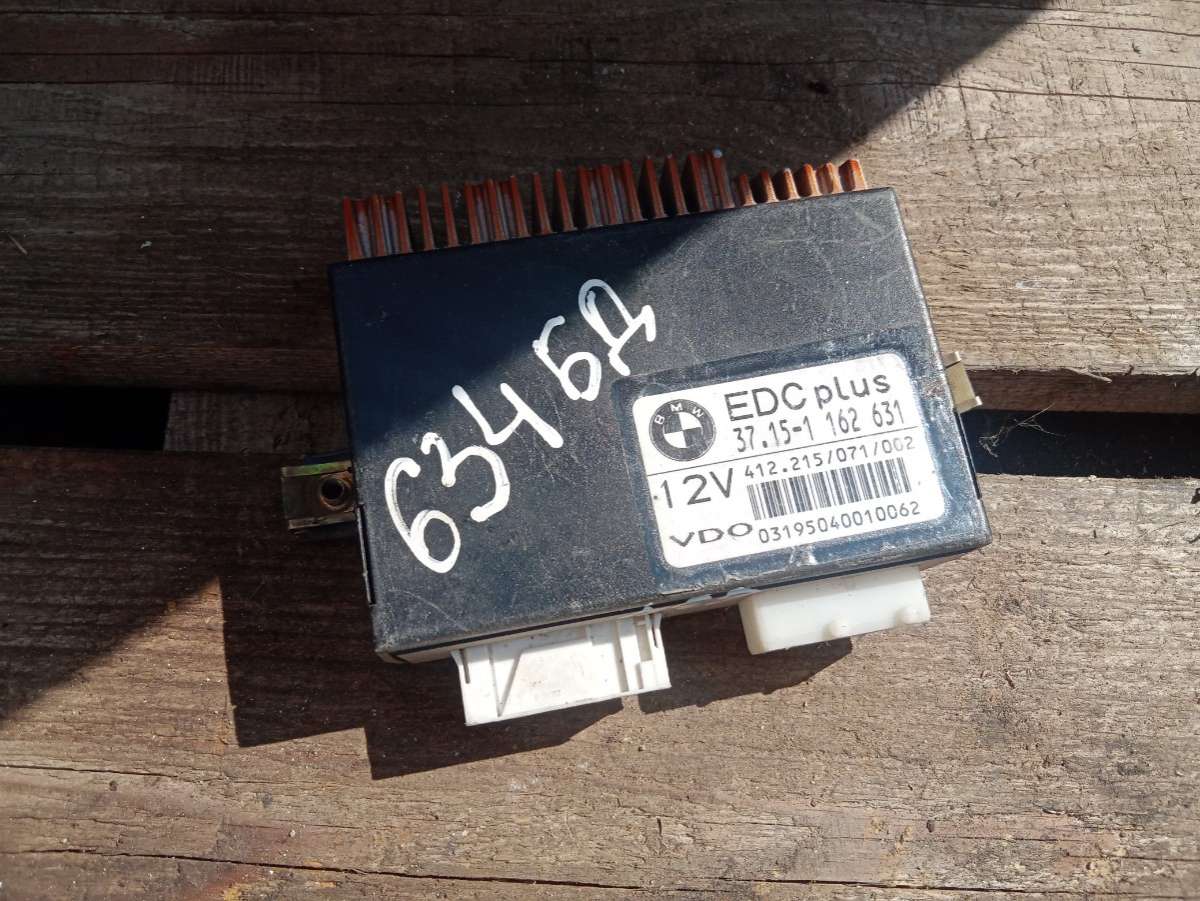 634БД
BMW
EDC plus
37.15-1 162 631
12V
412.215/071/002
VDO
03195040010062